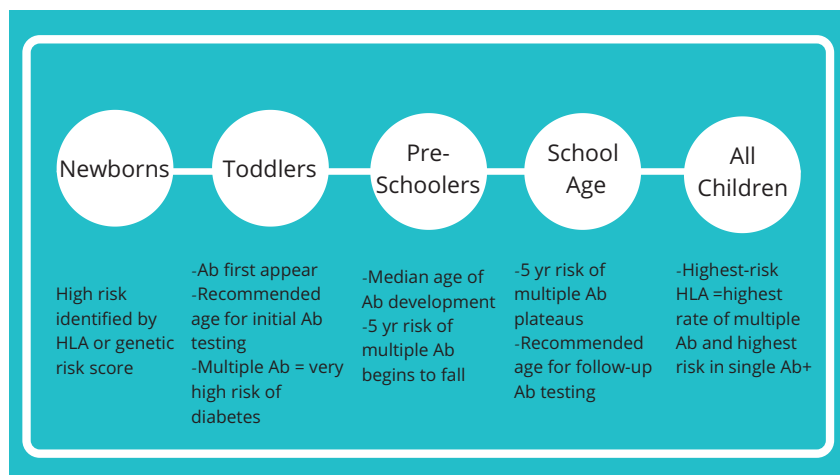 Newborns
Toddlers
Pre-
Schoolers
School
Age
All
Children
High risk
identified by
HLA or genetic
risk score
-Ab first appear
-Recommended
age for initial Ab
testing
-Multiple Ab = very
high risk of
diabetes
-Median age of
Ab development
-5 yr risk of
multiple Ab
begins to fall
-5 yr risk of
multiple Ab
plateaus
-Recommended
age for follow-up
Ab testing
-Highest-risk
HLA =highest
rate of multiple
Ab and highest
risk in single Ab+